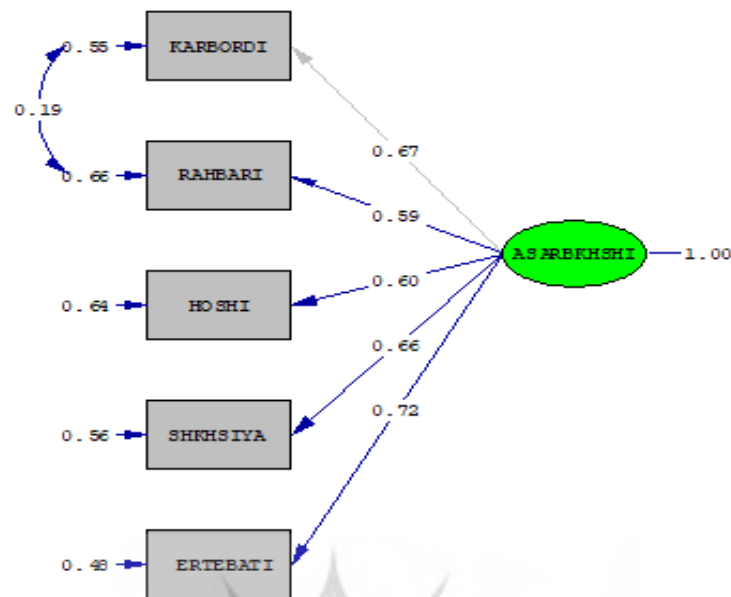 0.55 KARBORDI
0.19
0.67
0.66 RAHBARI
0.59
ASARBKHSHI 1.00
0.60
0.64 HOSHI
0.66
0.72
0.56 SHKHSIYA
0.48 ERTEBATI